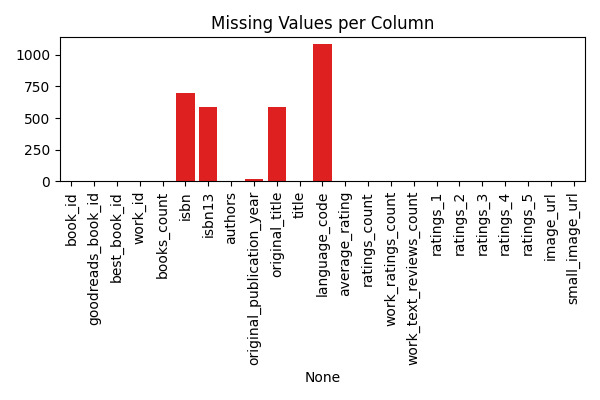 Missing Values per Column
1000
750
500
250
0
book_id
goodreads_book_id
best_book_id
work_id
books_count
isbn
isbn13
authors
original_publication_year
original_title
title
language_code
average_rating
ratings_count
work_ratings_count
work_text_reviews_count
ratings_1
ratings_2
ratings_3
ratings_4
ratings_5
image_url
small_image_url
None